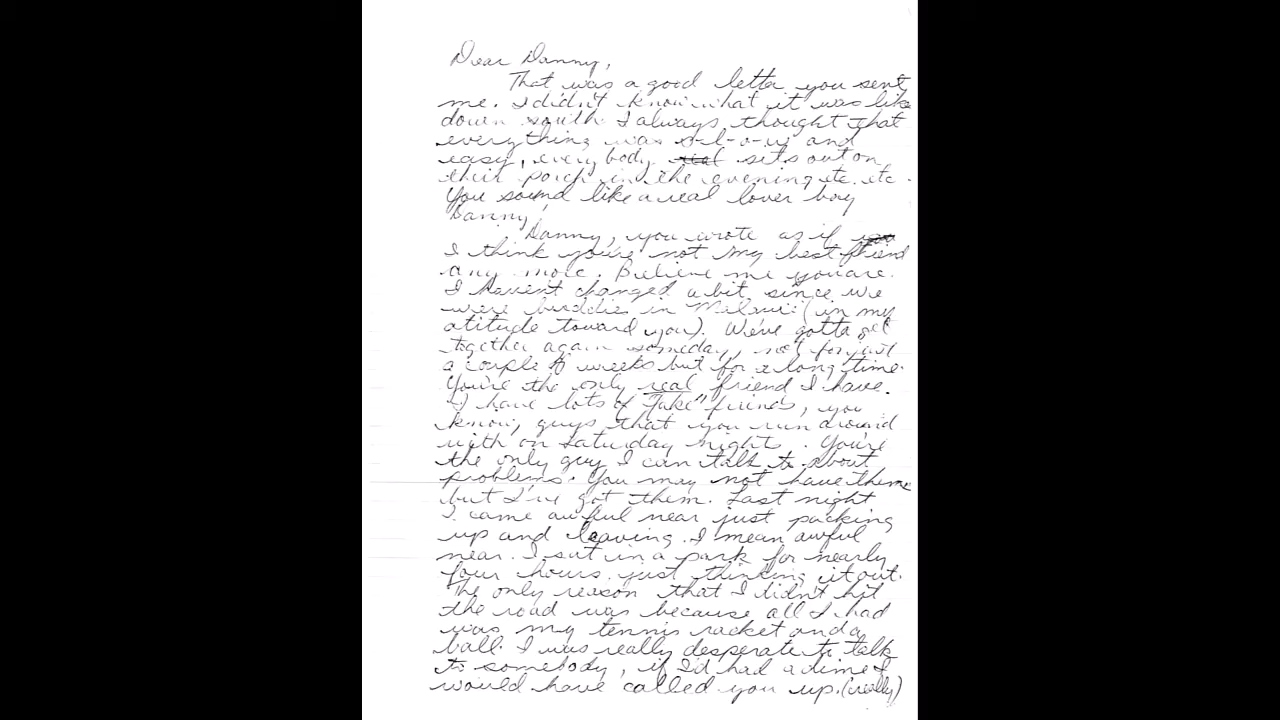 Dear Danny,
That was a good letta you sent
me. I didn't know what it was like
down south. I always thought that
everything was s-l-o-w and
easy, every body sits out on
their porch in the evening etc. etc.
You sound like a real lover boy
Danny!
Danny, you wrote as if
I think you're not my best friend
any more. Believe me you are.
I haven't changed a bit since we
were buddies in (in my
atitude toward you). We've gotta get
together again someday, not for just
a couple of weeks but for a long time.
You're the only real friend I have.
I have lots of "fake" friends, you
know, guys that you run around
with on Saturday nights. You're
the only guy I can talk to about
problems. You may not have them
but I've got them. Last night
I came awful near just packing
up and leaving. I mean awful
near. I sat in a park for nearly
four hours just thinking it out.
The only reason that I didn't hit
the road was because all I had
was my tennis racket and a
ball. I was really desperate to talk
to somebody, if I'd had a dime I
would have called you up. (really)